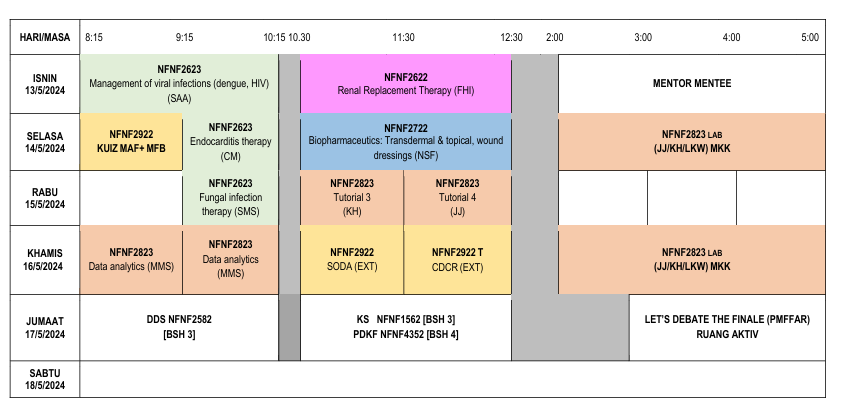 HARI/MASA 8:15 9:15 10:15 10.30 11:30 12:30 2:00 3:00 4:00 5:00
ISNIN
13/5/2024
NFNF2623
Management of viral infections (dengue, HIV)
(SAA)
NFNF2622
Renal Replacement Therapy (FHI)
MENTOR MENTEE
SELASA
14/5/2024
NFNF2922
KUIZ MAF+ MFB
NFNF2623
Endocarditis therapy
(CM)
NFNF2722
Biopharmaceutics: Transdermal & topical, wound
dressings (NSF)
NFNF2823 LAB
(JJ/KH/LKW) MKK
RABU
15/5/2024
NFNF2623
Fungal infection
therapy (SMS)
NFNF2823
Tutorial 3
(KH)
NFNF2823
Tutorial 4
(JJ)
KHAMIS
16/5/2024
NFNF2823
Data analytics (MMS)
NFNF2823
Data analytics
(MMS)
NFNF2922
SODA (EXT)
NFNF2922 T
CDCR (EXT)
NFNF2823 LAB
(JJ/KH/LKW) MKK
JUMAAT
17/5/2024
DDS NFNF2582
[BSH 3]
KS NFNF1562 [BSH 3]
PDKF NFNF4352 [BSH 4]
LET'S DEBATE THE FINALE (PMFFAR)
RUANG AKTIV
SABTU
18/5/2024